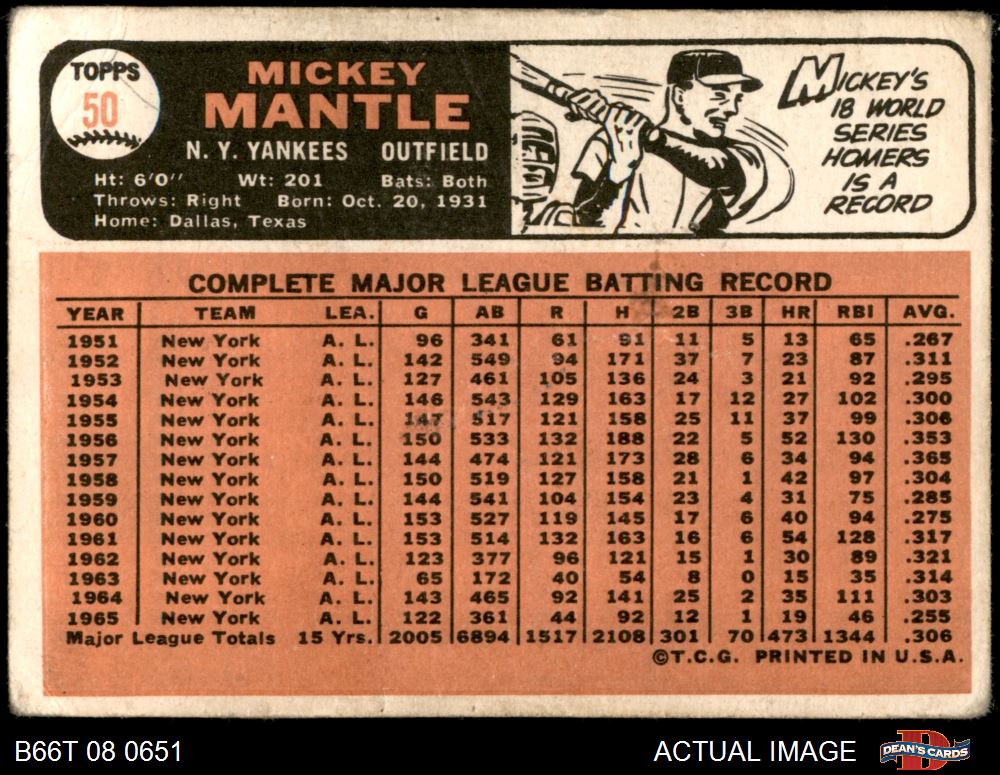 TOPPS
50
MICKEY
MANTLE
N. Y. YANKEES OUTFIELD
Ht: 6'0'' Wt: 201 Bats: Both
Throws: Right Born: Oct. 20, 1931
Home: Dallas, Texas
MICKEY'S
18 WORLD
SERIES
HOMERS
IS A
RECORD
COMPLETE MAJOR LEAGUE BATTING RECORD
YEAR TEAM LEA. G AB R H 2B 3B HR RBI AVG.
1951 New York A. L. 96 341 61 91 11 5 13 65 .267
1952 New York A. L. 142 549 94 171 37 7 23 87 .311
1953 New York A. L. 127 461 105 136 24 3 21 92 .295
1954 New York A. L. 146 543 129 163 17 12 27 102 .300
1955 New York A. L. 147 517 121 158 25 11 37 99 .306
1956 New York A. L. 150 533 132 188 22 5 52 130 .353
1957 New York A. L. 144 474 121 173 28 6 34 94 .365
1958 New York A. L. 150 519 127 158 21 1 42 97 .304
1959 New York A. L. 144 541 104 154 23 4 31 75 .285
1960 New York A. L. 153 527 119 145 17 6 40 94 .275
1961 New York A. L. 153 514 132 163 16 6 54 128 .317
1962 New York A. L. 123 377 96 121 15 1 30 89 .321
1963 New York A. L. 65 172 40 54 8 0 15 35 .314
1964 New York A. L. 143 465 92 141 25 2 35 111 .303
1965 New York A. L. 122 361 44 92 12 1 19 46 .255
Major League Totals 15 Yrs. 2005 6894 1517 2108 301 70 473 1344 .306
©T.C.G. PRINTED IN U.S.A.
B66T 08 0651 ACTUAL IMAGE DEAN'S CARDS